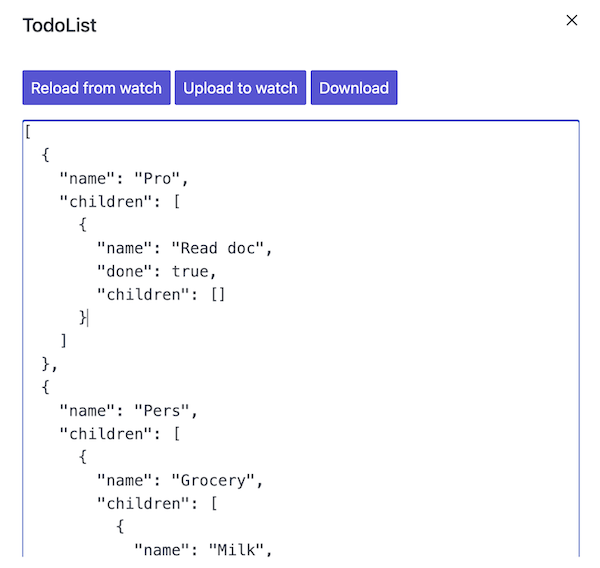 TodoList
Reload from watch Upload to watch Download
[
  {
    "name": "Pro",
    "children": [
      {
        "name": "Read doc",
        "done": true,
        "children": []
      }
    ]
  },
  {
    "name": "Pers",
    "children": [
      {
        "name": "Grocery",
        "children": [
          {
            "name": "Milk",